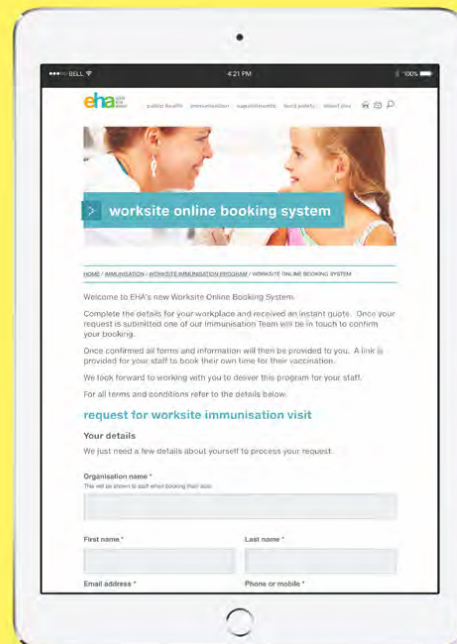 BELL
4:21 PM
100%
eha
public health immunisation food safety about eha
> worksite online booking system
HOME / IMMUNISATION / WORKSITE IMMUNISATION PROGRAM / WORKSITE ONLINE BOOKING SYSTEM
Welcome to EHA's new Worksite Online Booking System.
Complete the details for your workplace and received an instant quote. Once your
request is submitted one of our Immunisation Team will be in touch to confirm
your booking.
Once confirmed all forms and information will then be provided to you. A link is
provided for your staff to book their own time for their vaccination.
We look forward to working with you to deliver this program for your staff.
For all terms and conditions refer to the details below.
request for worksite immunisation visit
Your details
We just need a few details about yourself to process your request.
Organisation name *
This will be shown to staff when booking their
First name * Last name *
Email address * Phone or mobile *